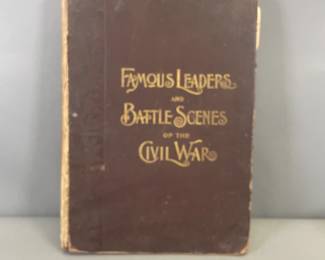 FAMOUS LEADERS
AND
BATTLE SCENES
OF THE
CIVIL WAR